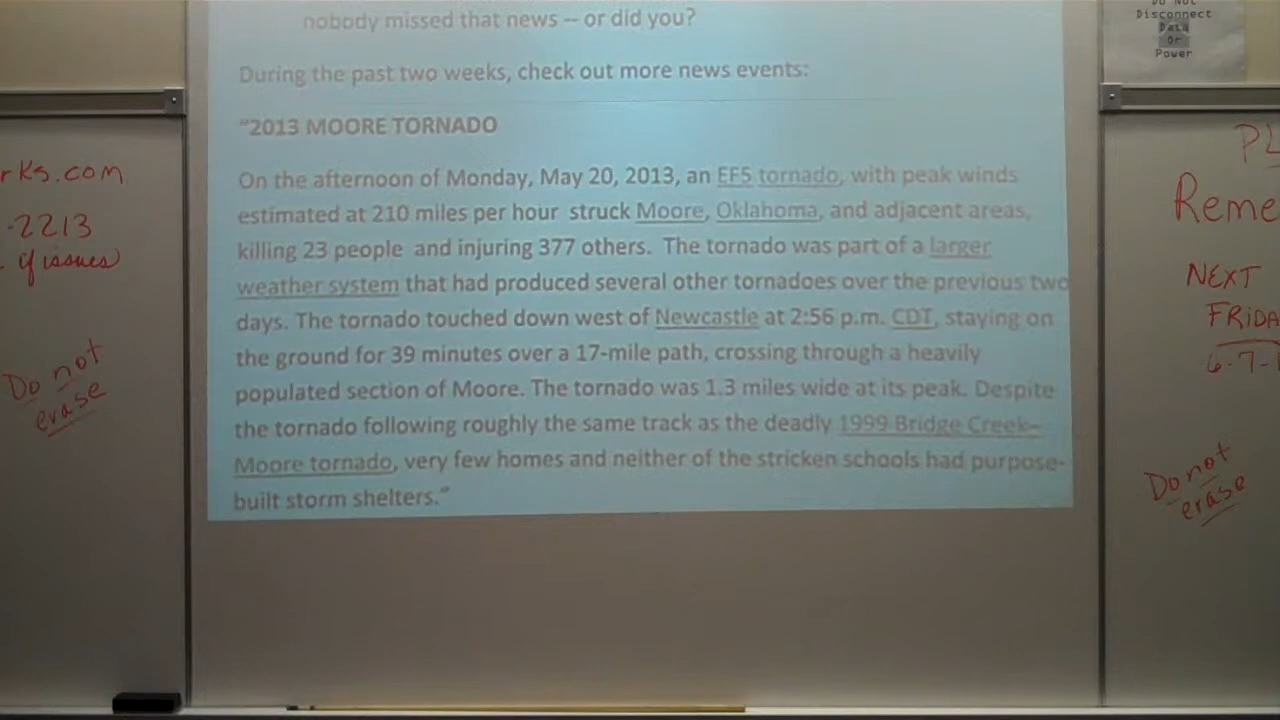 nobody missed that news -- or did you?
During the past two weeks, check out more news events:
"2013 MOORE TORNADO
On the afternoon of Monday, May 20, 2013, an EF5 tornado, with peak winds
estimated at 210 miles per hour struck Moore, Oklahoma, and adjacent areas,
killing 23 people and injuring 377 others. The tornado was part of a larger
weather system that had produced several other tornadoes over the previous two
days. The tornado touched down west of Newcastle at 2:56 p.m. CDT, staying on
the ground for 39 minutes over a 17-mile path, crossing through a heavily
populated section of Moore. The tornado was 1.3 miles wide at its peak. Despite
the tornado following roughly the same track as the deadly 1999 Bridge Creek–
Moore tornado, very few homes and neither of the stricken schools had purpose-
built storm shelters."
rks.com
-2213
if issues
Do not
erase
Do Not
Disconnect
Data
Or
Power
PL
Reme
NEXT
FRIDA
6-7-1
Do not
erase